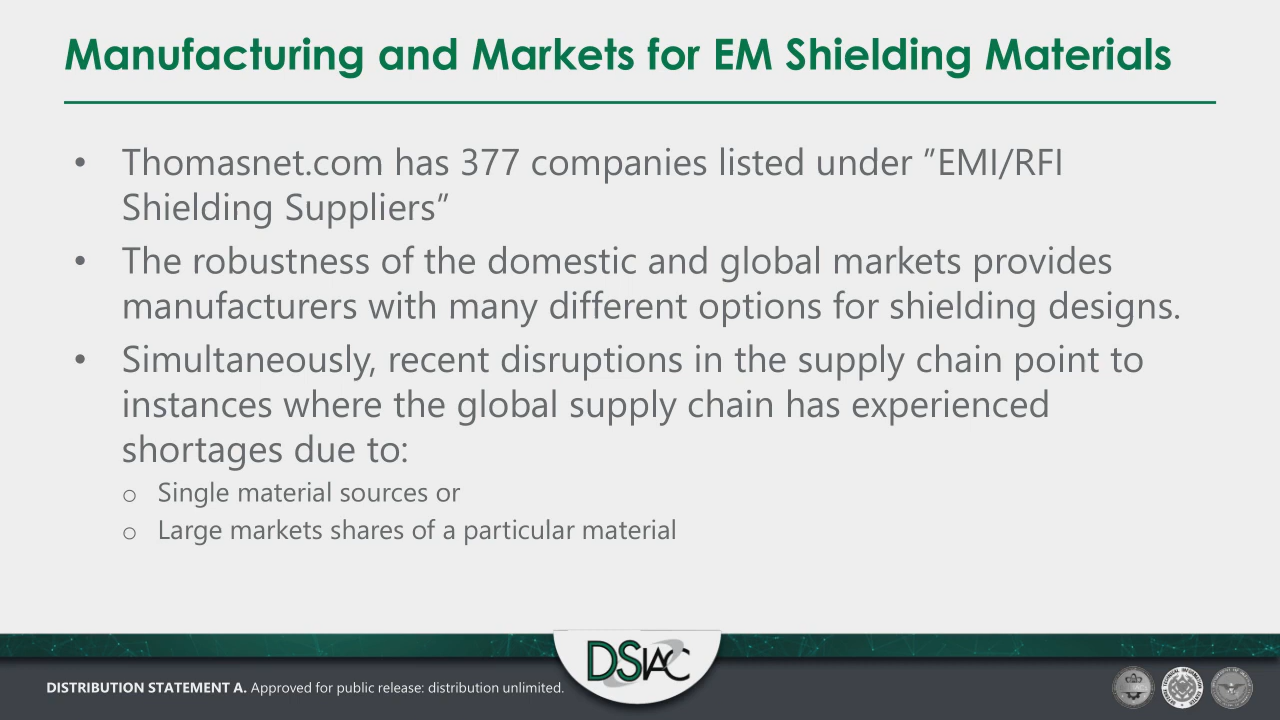 Manufacturing and Markets for EM Shielding Materials
• Thomasnet.com has 377 companies listed under ″EMI/RFI
Shielding Suppliers″
• The robustness of the domestic and global markets provides
manufacturers with many different options for shielding designs.
• Simultaneously, recent disruptions in the supply chain point to
instances where the global supply chain has experienced
shortages due to:
o Single material sources or
o Large markets shares of a particular material
DSIAC
DISTRIBUTION STATEMENT A. Approved for public release: distribution unlimited.